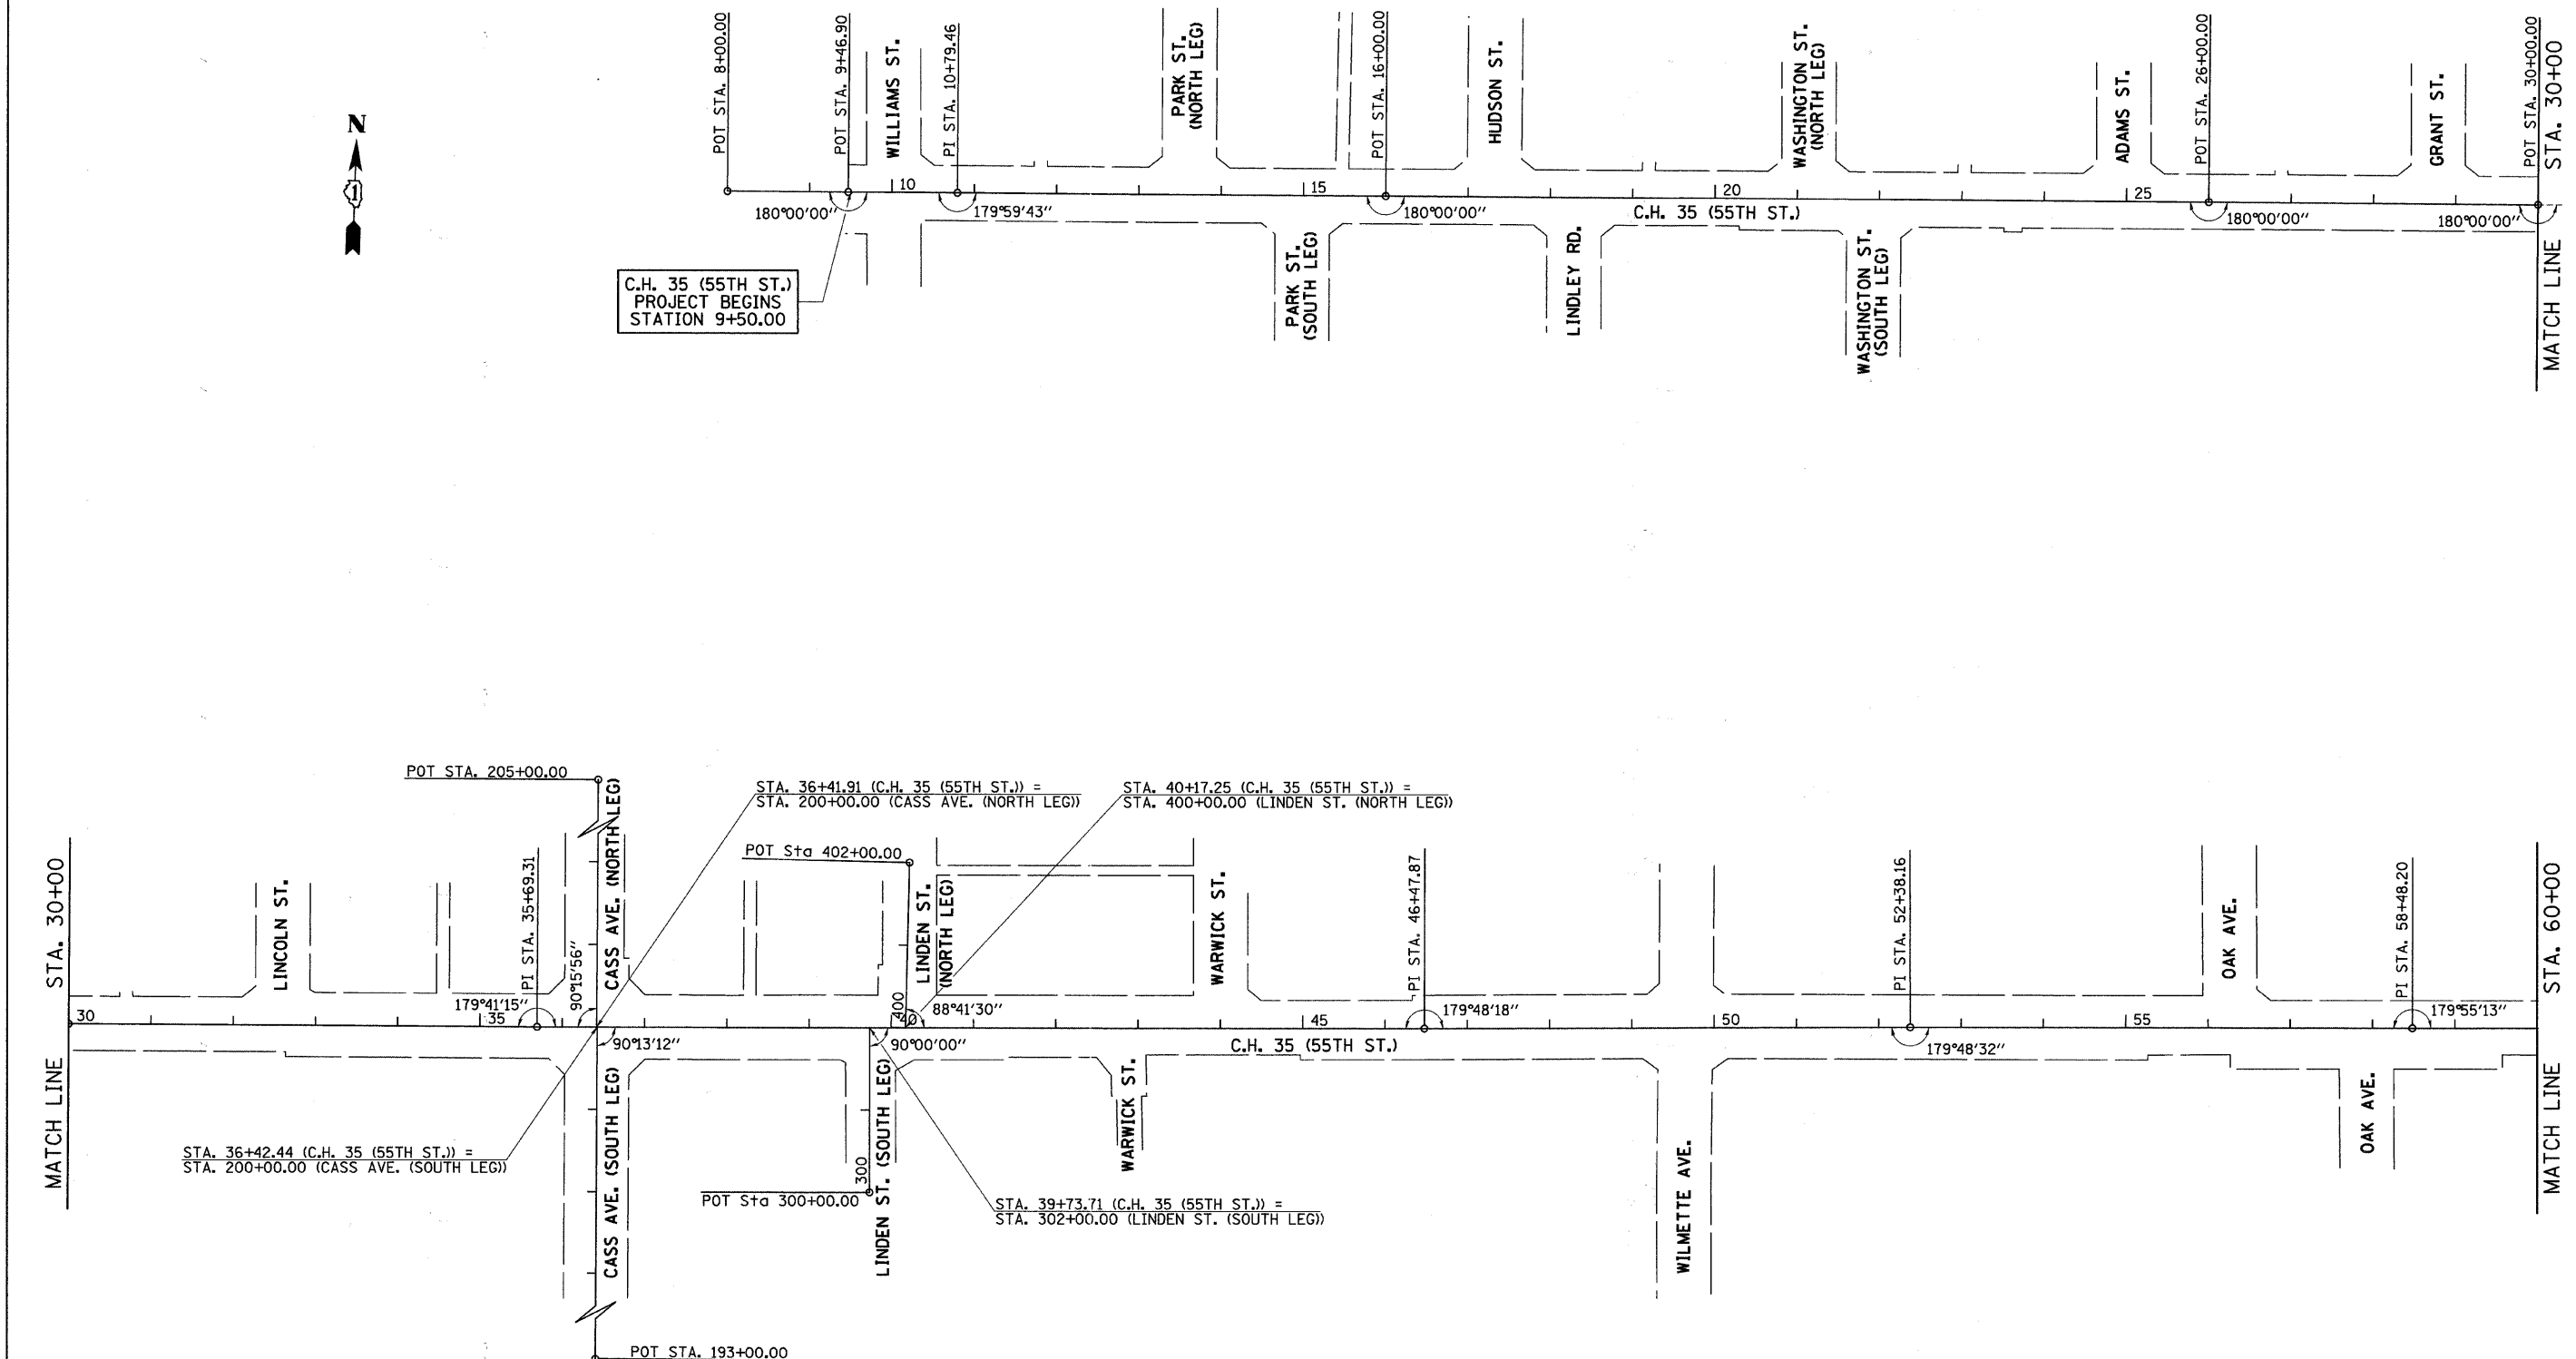 N
1
POT STA. 8+00.00
POT STA. 9+46.90
WILLIAMS ST.
PI STA. 10+79.46
PARK ST.
(NORTH LEG)
POT STA. 16+00.00
HUDSON ST.
WASHINGTON ST.
(NORTH LEG)
ADAMS ST.
POT STA. 26+00.00
GRANT ST.
POT STA. 30+00.00
STA. 30+00
MATCH LINE
10
15
20
25
180°00'00"
179°59'43"
180°00'00"
C.H. 35 (55TH ST.)
180°00'00"
180°00'00"
C.H. 35 (55TH ST.)
PROJECT BEGINS
STATION 9+50.00
PARK ST.
(SOUTH LEG)
LINDLEY RD.
WASHINGTON ST.
(SOUTH LEG)
POT STA. 205+00.00
STA. 36+41.91 (C.H. 35 (55TH ST.)) =
STA. 200+00.00 (CASS AVE. (NORTH LEG))
STA. 40+17.25 (C.H. 35 (55TH ST.)) =
STA. 400+00.00 (LINDEN ST. (NORTH LEG))
STA. 30+00
MATCH LINE
LINCOLN ST.
PI STA. 35+69.31
90°15'56"
CASS AVE. (NORTH LEG)
POT Sta 402+00.00
LINDEN ST.
(NORTH LEG)
WARWICK ST.
PI STA. 46+47.87
PI STA. 52+38.16
OAK AVE.
PI STA. 58+48.20
STA. 60+00
MATCH LINE
179°41'15"
400
88°41'30"
179°48'18"
179°55'13"
30
35
40
45
50
55
90°13'12"
90°00'00"
C.H. 35 (55TH ST.)
179°48'32"
CASS AVE. (SOUTH LEG)
LINDEN ST. (SOUTH LEG)
WARWICK ST.
WILMETTE AVE.
OAK AVE.
STA. 36+42.44 (C.H. 35 (55TH ST.)) =
STA. 200+00.00 (CASS AVE. (SOUTH LEG))
300
POT Sta 300+00.00
STA. 39+73.71 (C.H. 35 (55TH ST.)) =
STA. 302+00.00 (LINDEN ST. (SOUTH LEG))
POT STA. 193+00.00